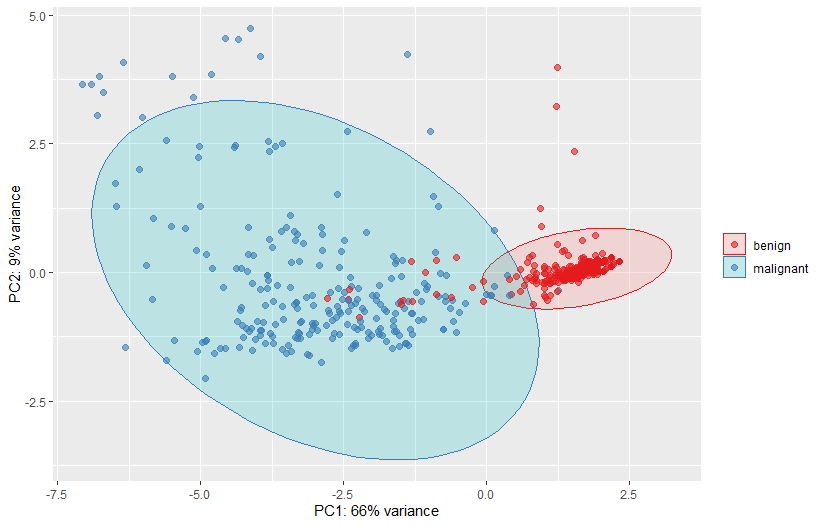 5.0
2.5
0.0
-2.5
PC2: 9% variance
-7.5 -5.0 -2.5 0.0 2.5
PC1: 66% variance
benign
malignant